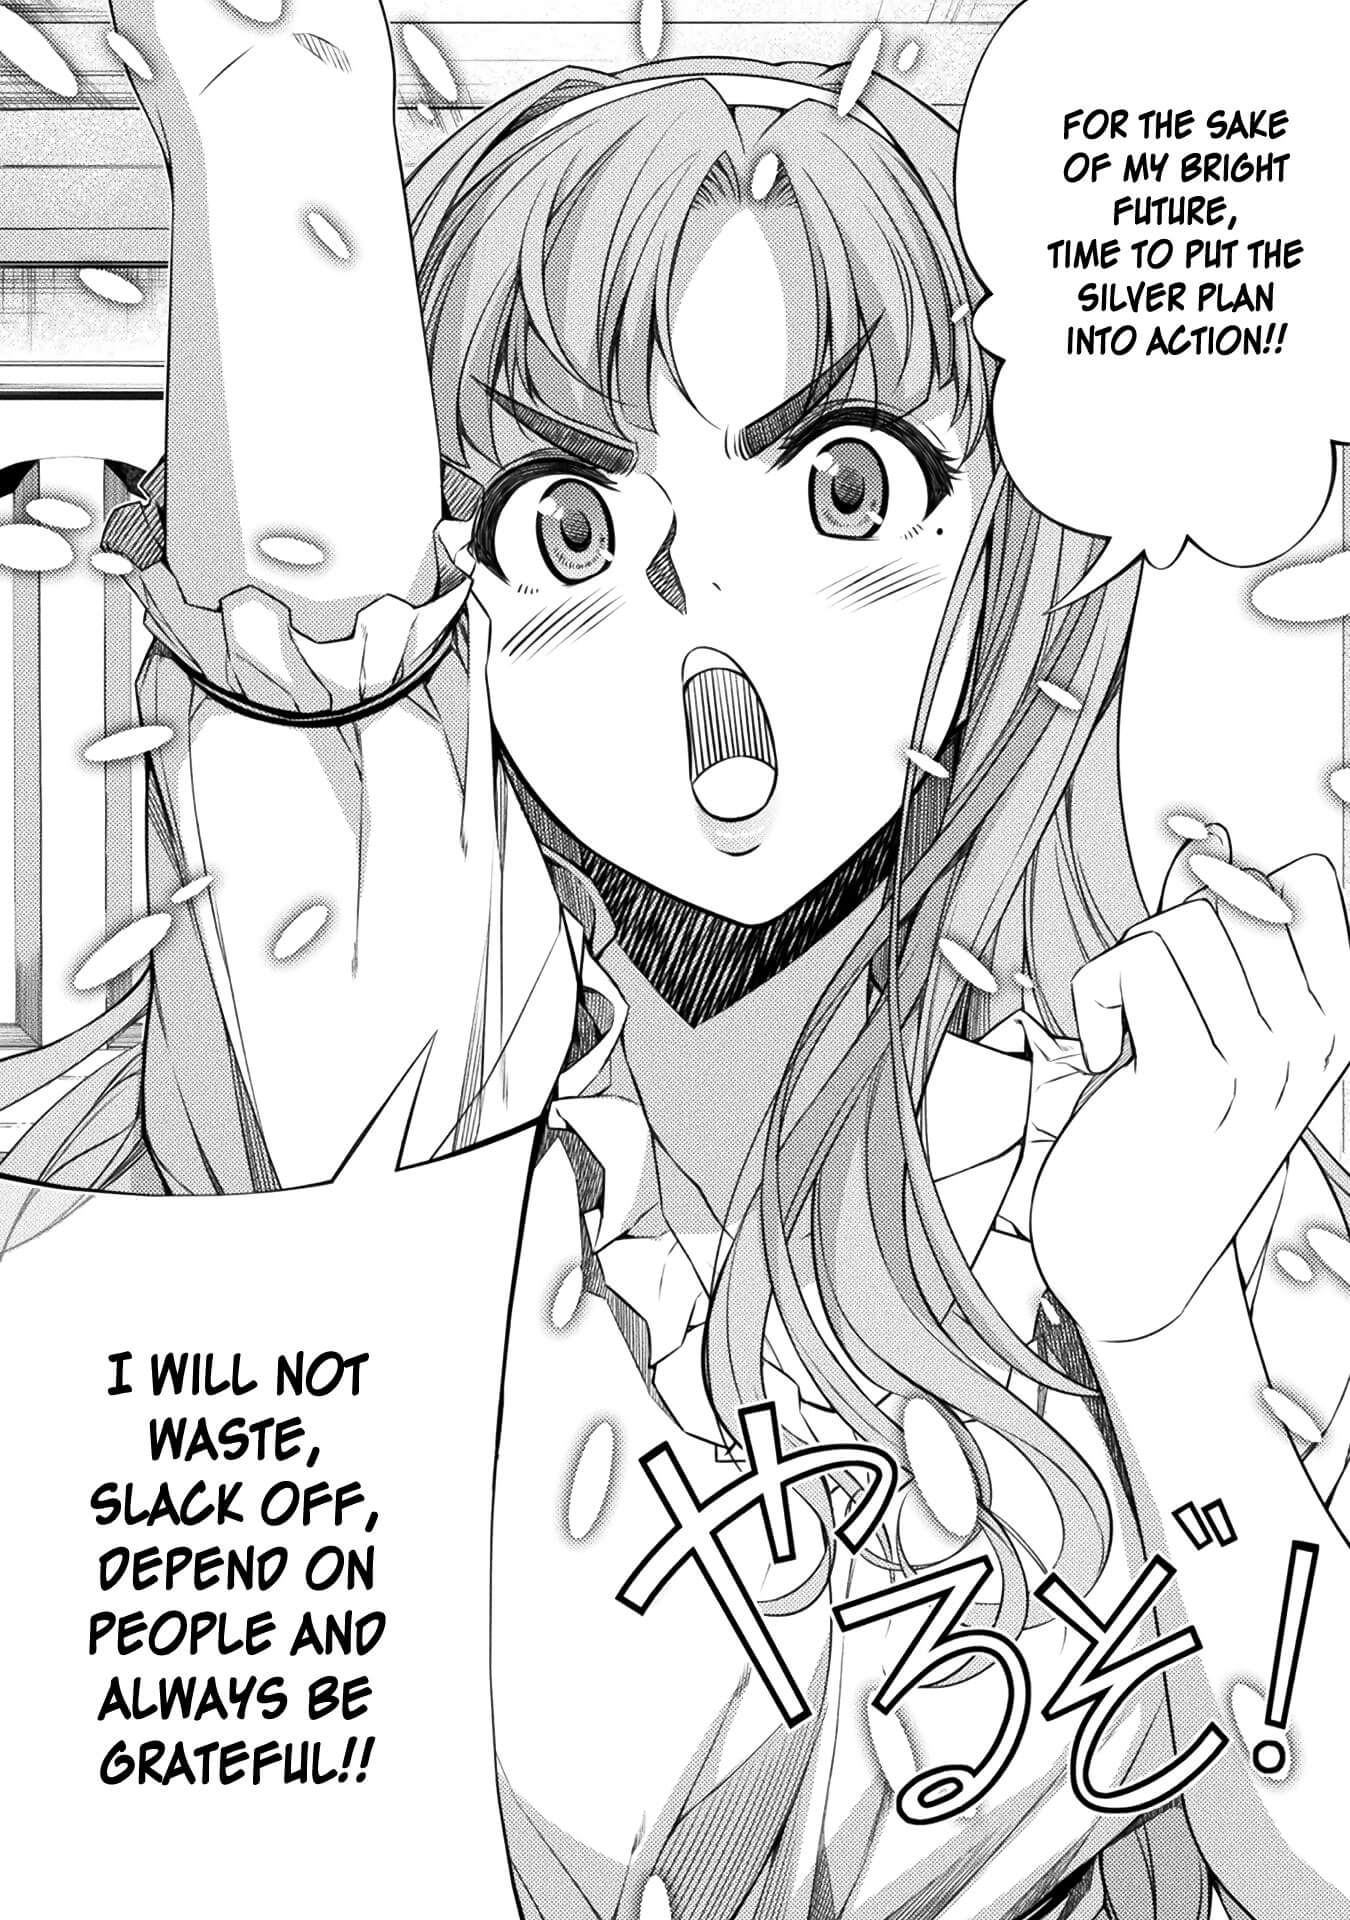 FOR THE SAKE
OF MY BRIGHT
FUTURE,
TIME TO PUT THE
SILVER PLAN
INTO ACTION!!
I WILL NOT
WASTE,
SLACK OFF,
DEPEND ON
PEOPLE AND
ALWAYS BE
GRATEFUL!!
やるぞ!